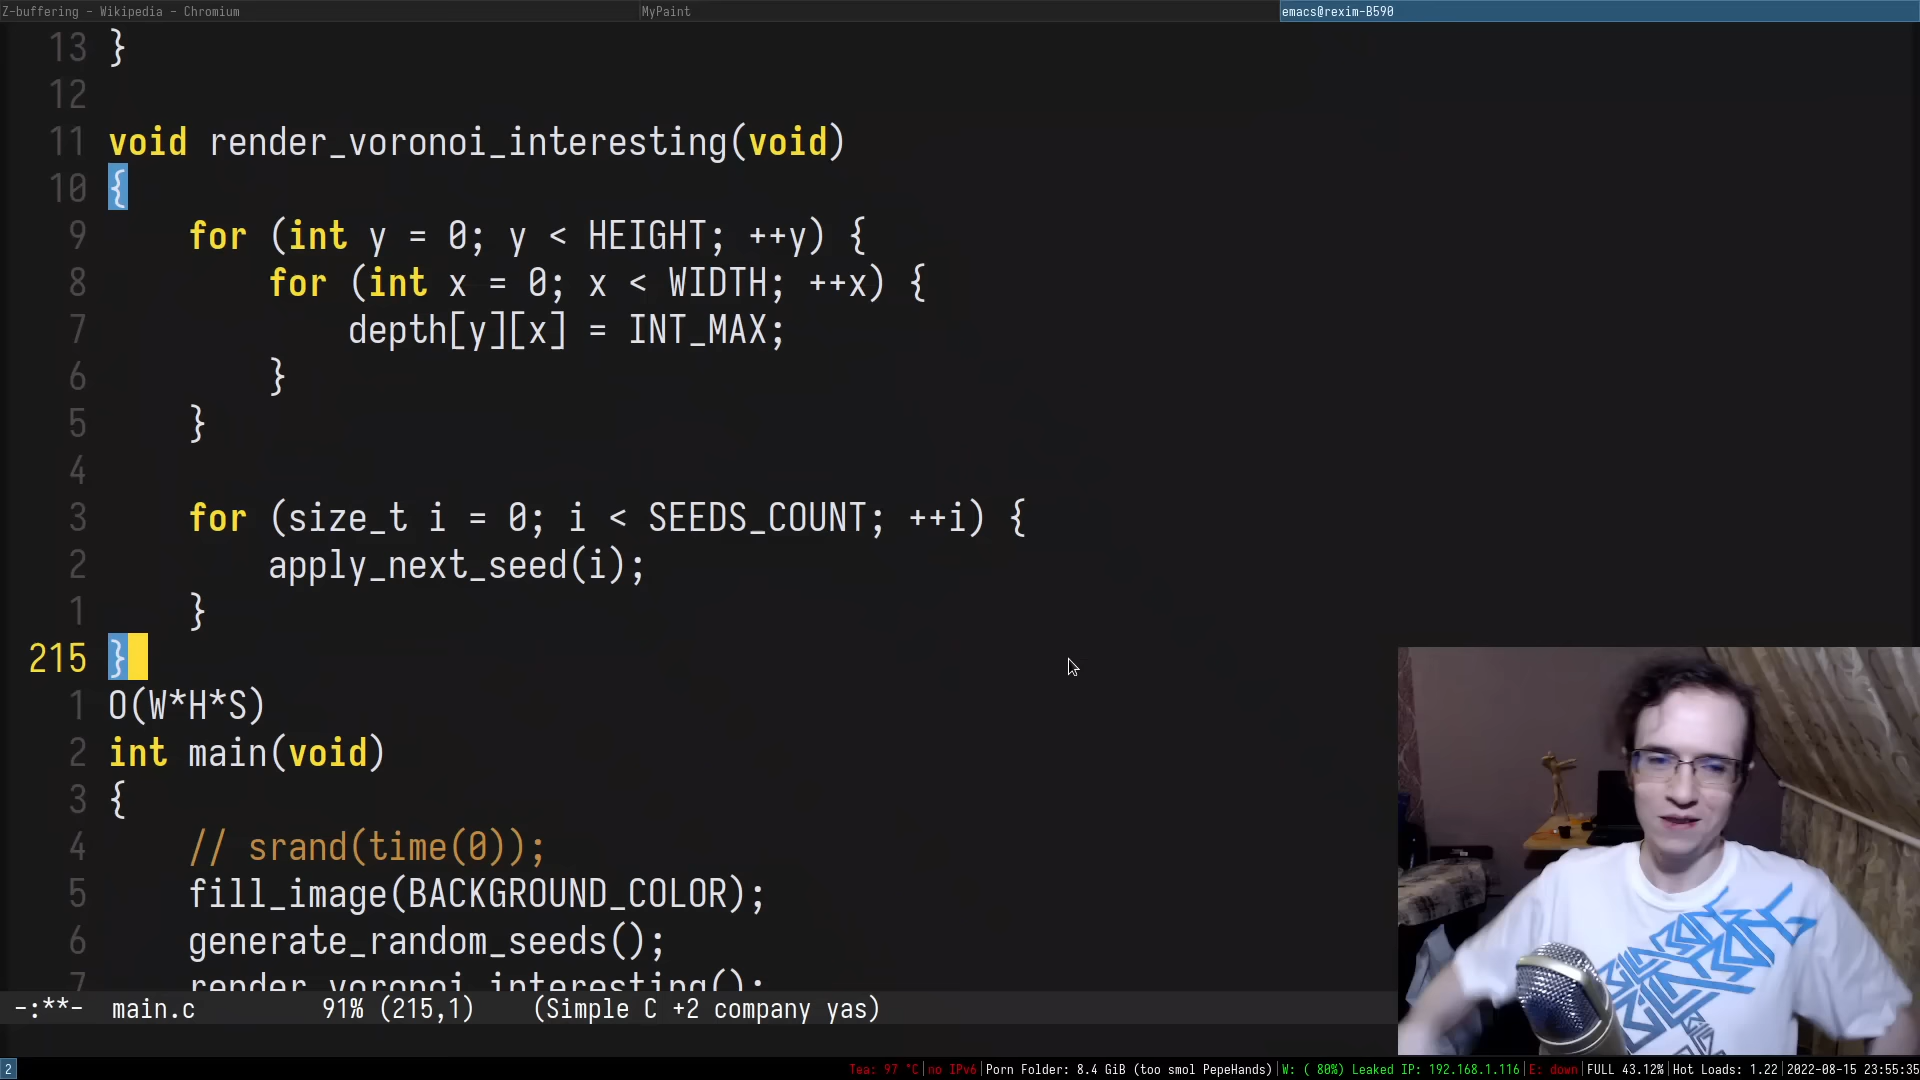 Z-buffering - Wikipedia - Chromium
MyPaint
emacs@rexim-B590
13 }
12
11 void render_voronoi_interesting(void)
10 {
9 for (int y = 0; y < HEIGHT; ++y) {
8 for (int x = 0; x < WIDTH; ++x) {
7 depth[y][x] = INT_MAX;
6 }
5 }
4
3 for (size_t i = 0; i < SEEDS_COUNT; ++i) {
2 apply_next_seed(i);
1 }
215 }
1 O(W*H*S)
2 int main(void)
3 {
4 // srand(time(0));
5 fill_image(BACKGROUND_COLOR);
6 generate_random_seeds();
7 render_voronoi_interesting();
-:**- main.c 91% (215,1) (Simple C +2 company yas)
2 Tea: 97 °C|no IPv6|Porn Folder: 8.4 GiB (too smol PepeHands)|W: ( 80%) Leaked IP: 192.168.1.116|E: down|FULL 43.12%|Hot Loads: 1.22|2022-08-15 23:55:35